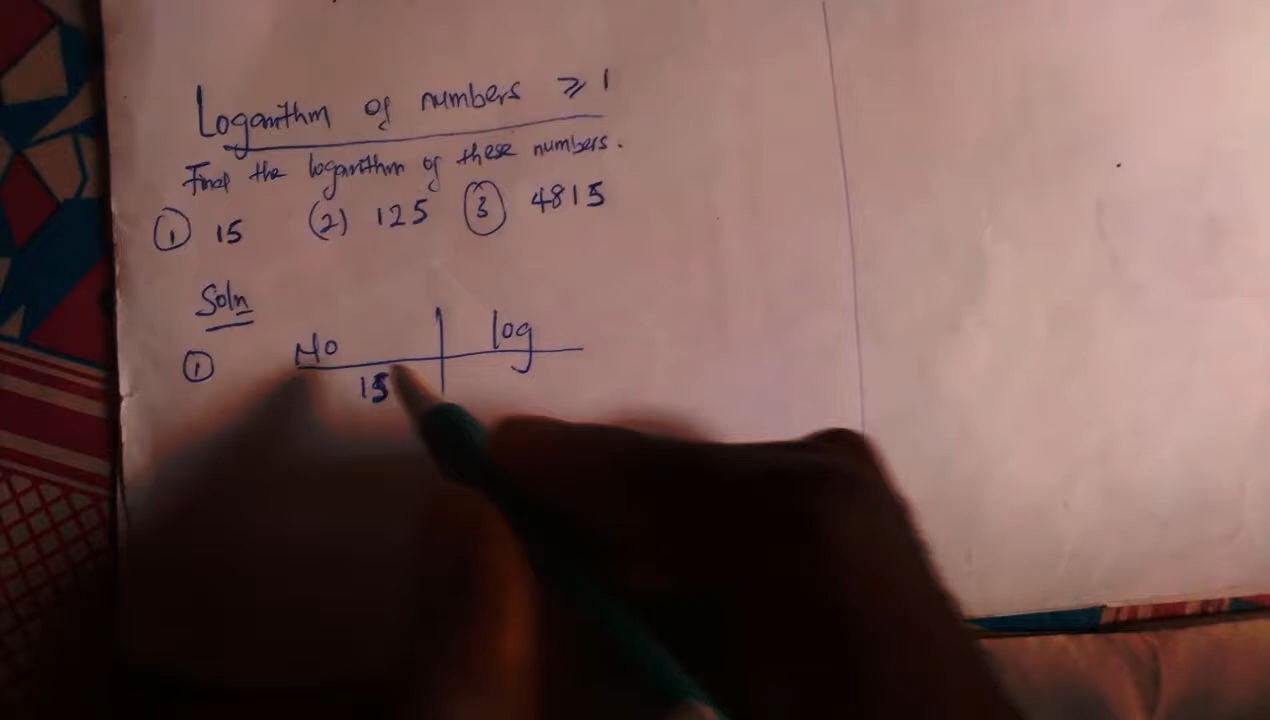 Logarithm of numbers ⩾ 1
Find the logarithm of these numbers.
① 15 (2) 125 ③ 4815
Soln
① No log
15